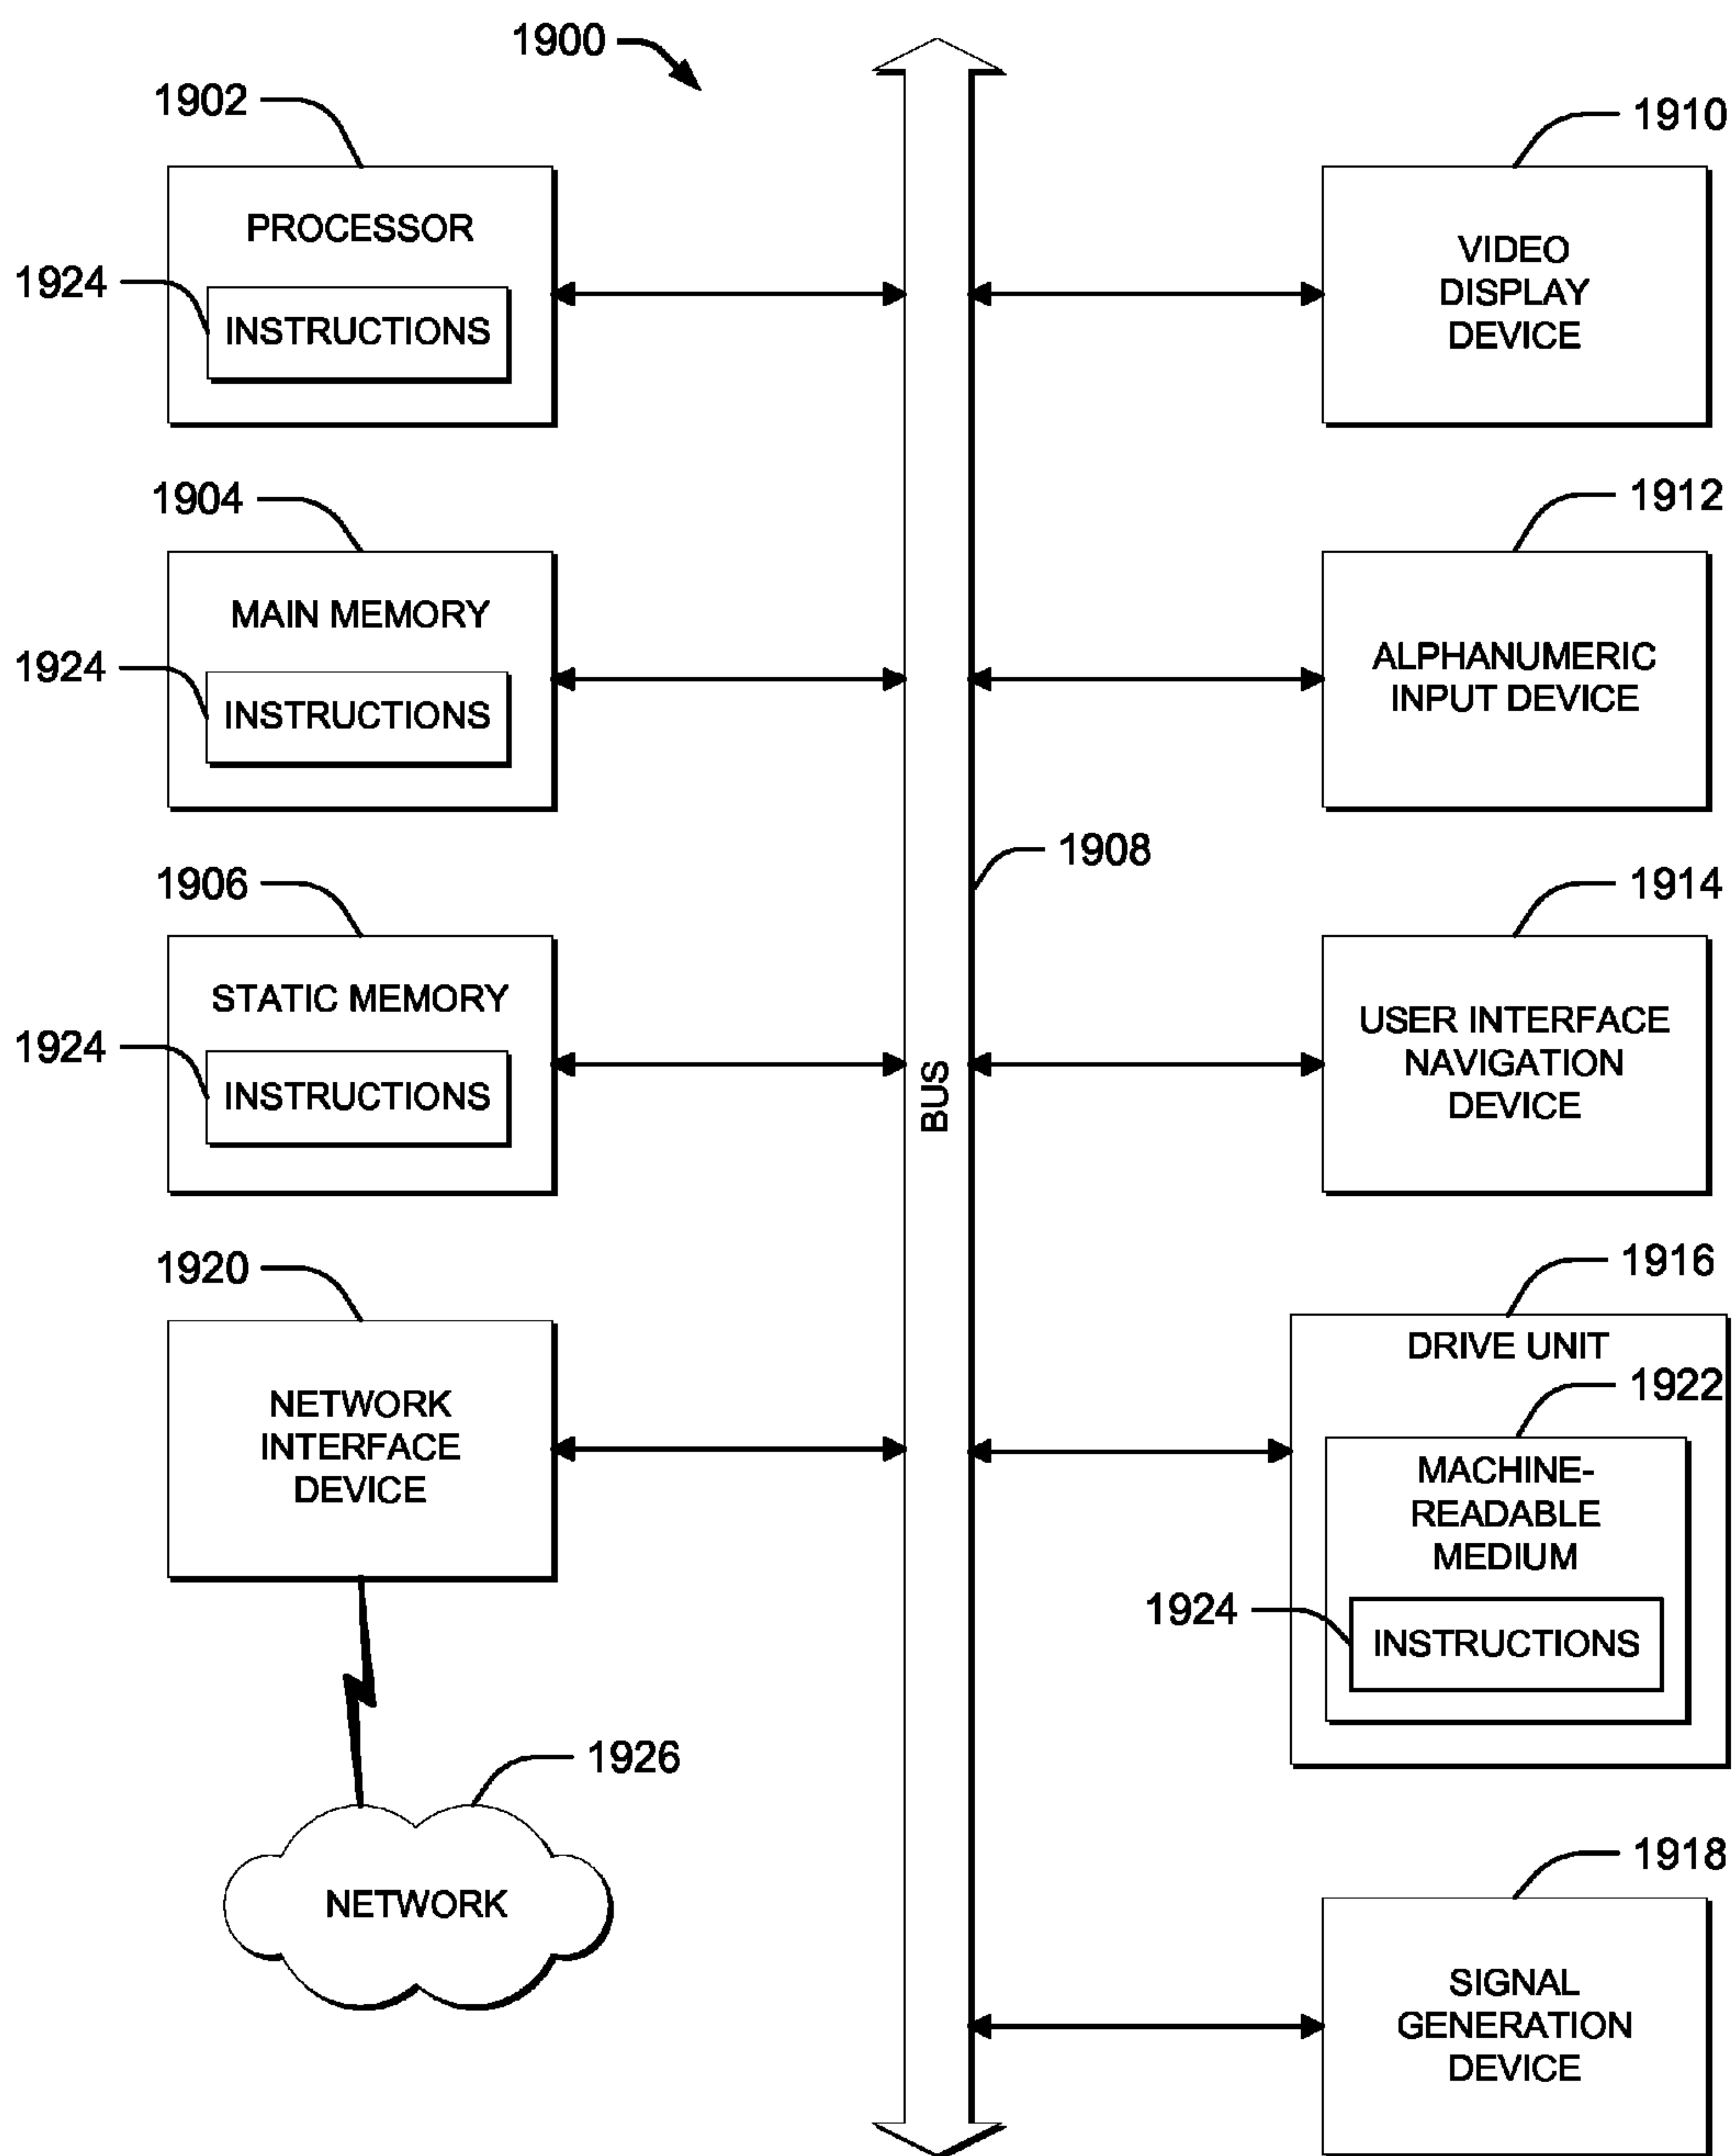 1900
1902
PROCESSOR
1924
INSTRUCTIONS
1904
MAIN MEMORY
1924
INSTRUCTIONS
1906
STATIC MEMORY
1924
INSTRUCTIONS
1920
NETWORK
INTERFACE
DEVICE
1926
NETWORK
BUS
1908
1910
VIDEO
DISPLAY
DEVICE
1912
ALPHANUMERIC
INPUT DEVICE
1914
USER INTERFACE
NAVIGATION
DEVICE
1916
DRIVE UNIT
1922
MACHINE-
READABLE
MEDIUM
1924
INSTRUCTIONS
1918
SIGNAL
GENERATION
DEVICE